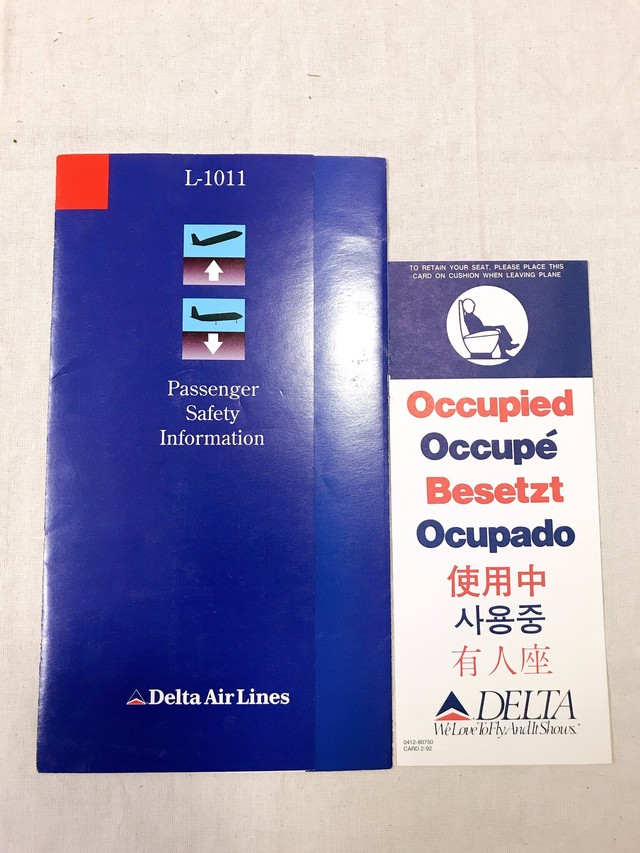 L-1011
Passenger
Safety
Information
Delta Air Lines
TO RETAIN YOUR SEAT, PLEASE PLACE THIS
CARD ON CUSHION WHEN LEAVING PLANE
Occupied
Occupé
Besetzt
Ocupado
使用中
사용중
有人座
DELTA
We Love To Fly And It Shows.
0412-80750
CARD 2-92